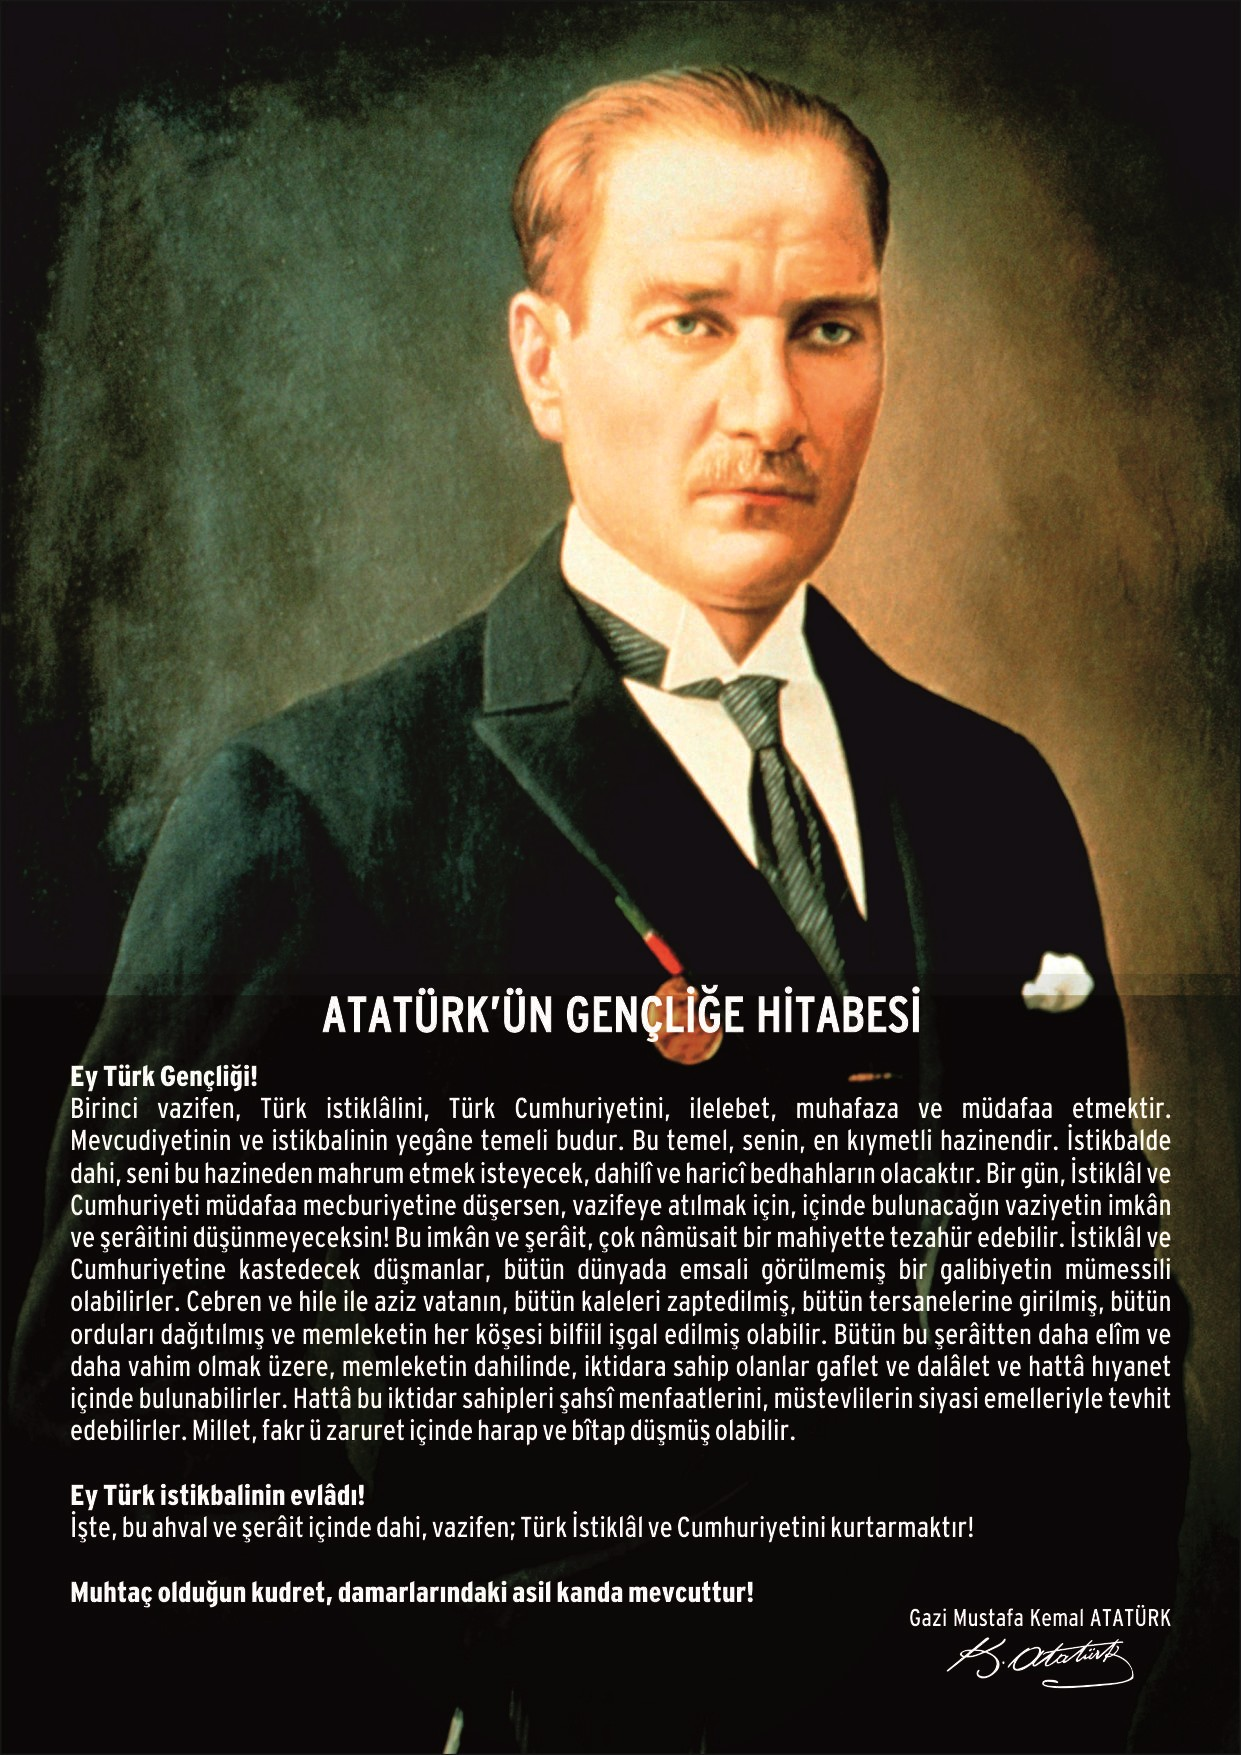 ATATÜRK'ÜN GENÇLİĞE HİTABESİ
Ey Türk Gençliği!
Birinci vazifen, Türk istiklâlini, Türk Cumhuriyetini, ilelebet, muhafaza ve müdafaa etmektir.
Mevcudiyetinin ve istikbalinin yegâne temeli budur. Bu temel, senin, en kıymetli hazinendir. İstikbalde
dahi, seni bu hazineden mahrum etmek isteyecek, dahilî ve haricî bedhahların olacaktır. Bir gün, İstiklâl ve
Cumhuriyeti müdafaa mecburiyetine düşersen, vazifeye atılmak için, içinde bulunacağın vaziyetin imkân
ve şerâitini düşünmeyeceksin! Bu imkân ve şerâit, çok nâmüsait bir mahiyette tezahür edebilir. İstiklâl ve
Cumhuriyetine kastedecek düşmanlar, bütün dünyada emsali görülmemiş bir galibiyetin mümessili
olabilirler. Cebren ve hile ile aziz vatanın, bütün kaleleri zaptedilmiş, bütün tersanelerine girilmiş, bütün
orduları dağıtılmış ve memleketin her köşesi bilfiil işgal edilmiş olabilir. Bütün bu şerâitten daha elîm ve
daha vahim olmak üzere, memleketin dahilinde, iktidara sahip olanlar gaflet ve dalâlet ve hattâ hıyanet
içinde bulunabilirler. Hattâ bu iktidar sahipleri şahsî menfaatlerini, müstevlilerin siyasi emelleriyle tevhit
edebilirler. Millet, fakr ü zaruret içinde harap ve bîtap düşmüş olabilir.
Ey Türk istikbalinin evlâdı!
İşte, bu ahval ve şerâit içinde dahi, vazifen; Türk İstiklâl ve Cumhuriyetini kurtarmaktır!
Muhtaç olduğun kudret, damarlarındaki asil kanda mevcuttur!
Gazi Mustafa Kemal ATATÜRK
K. Atatürk